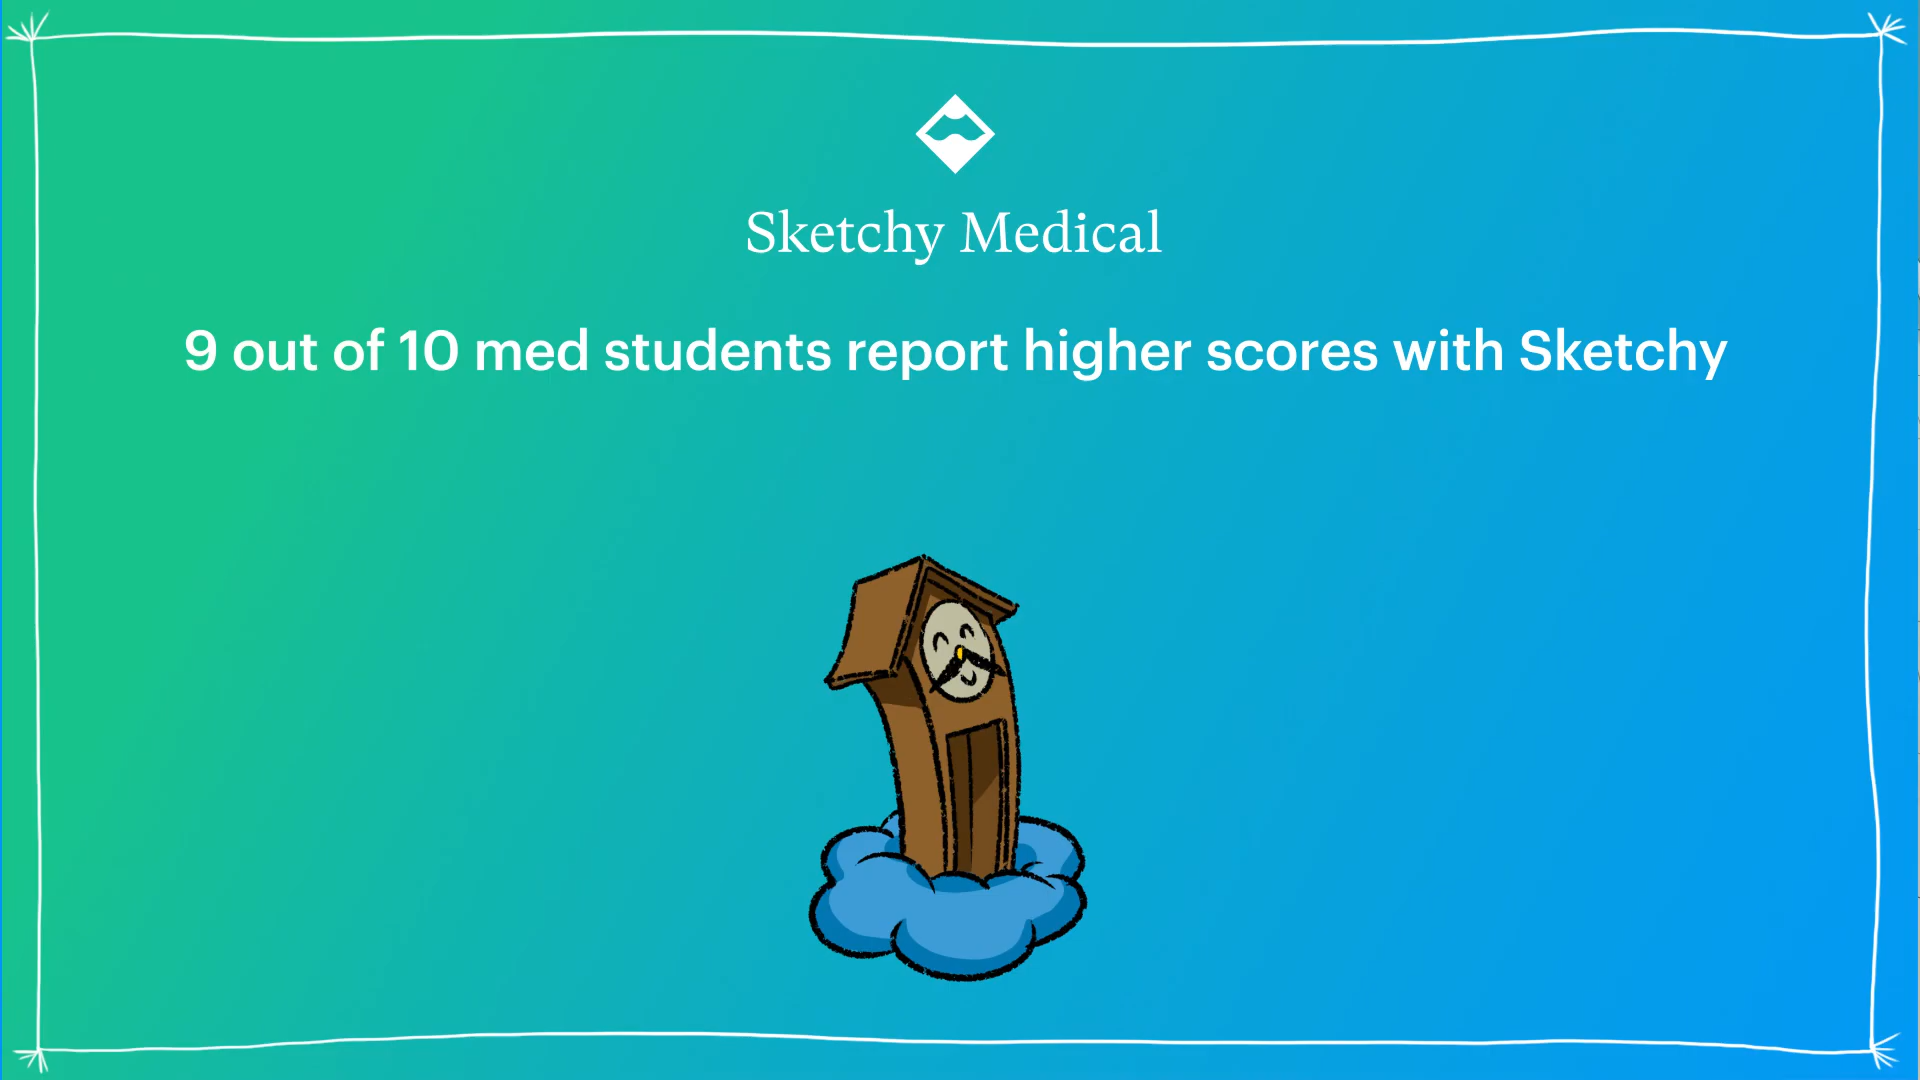 Sketchy Medical
9 out of 10 med students report higher scores with Sketchy